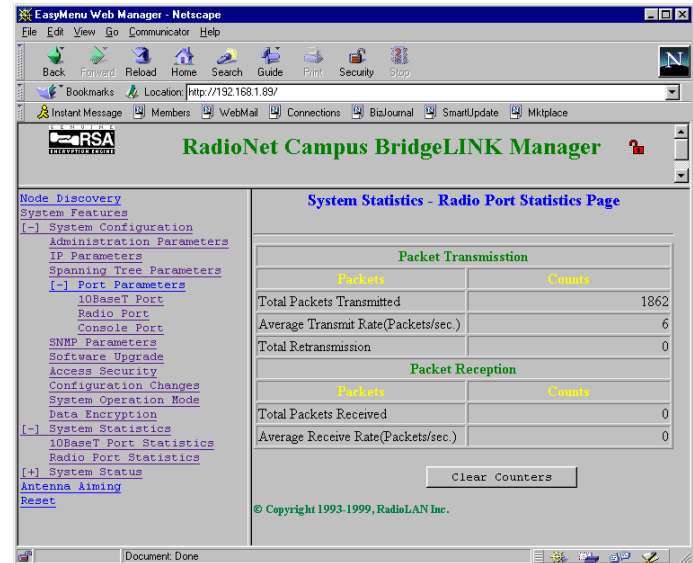 EasyMenu Web Manager - Netscape
File Edit View Go Communicator Help
Back Forward Reload Home Search Guide Print Security Stop
N
Bookmarks Location: http://192.168.1.89/
Instant Message Members WebMail Connections BizJournal SmartUpdate Mktplace
GENUINE
RSA
ENCRYPTION ENGINE
RadioNet Campus BridgeLINK Manager
Node Discovery
System Features
[-] System Configuration
Administration Parameters
IP Parameters
Spanning Tree Parameters
[-] Port Parameters
10BaseT Port
Radio Port
Console Port
SNMP Parameters
Software Upgrade
Access Security
Configuration Changes
System Operation Mode
Data Encryption
[-] System Statistics
10BaseT Port Statistics
Radio Port Statistics
[+] System Status
Antenna Aiming
Reset
System Statistics - Radio Port Statistics Page
Packet Transmisstion
Packets Counts
Total Packets Transmitted 1862
Average Transmit Rate(Packets/sec.) 6
Total Retransmission 0
Packet Reception
Packets Counts
Total Packets Received 0
Average Receive Rate(Packets/sec.) 0
Clear Counters
© Copyright 1993-1999, RadioLAN Inc.
Document: Done